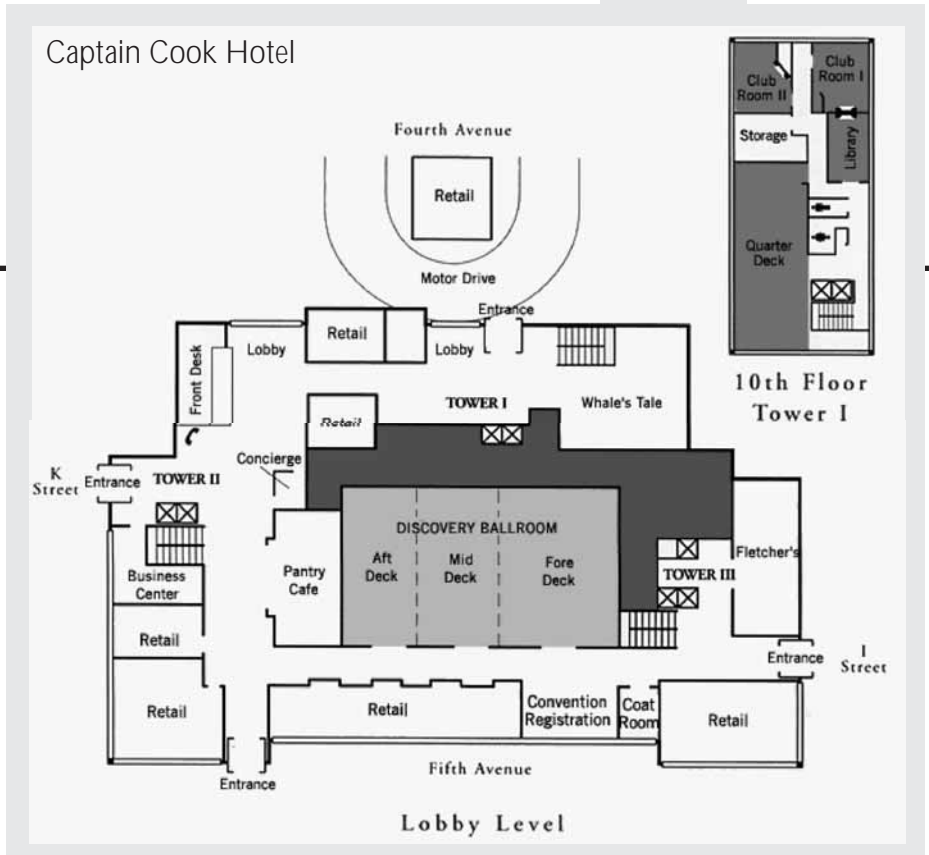 Captain Cook Hotel
Club
Room II
Club
Room I
Storage
Library
Quarter
Deck
10th Floor
Tower I
Fourth Avenue
Retail
Motor Drive
Entrance
Lobby
Retail
Lobby
Front Desk
TOWER I
Whale's Tale
Retail
Concierge
K
Street
Entrance
TOWER II
DISCOVERY BALLROOM
Aft
Deck
Mid
Deck
Fore
Deck
Fletcher's
TOWER III
Pantry
Cafe
Business
Center
Retail
Entrance
I
Street
Retail
Retail
Convention
Registration
Coat
Room
Retail
Entrance
Fifth Avenue
Lobby Level